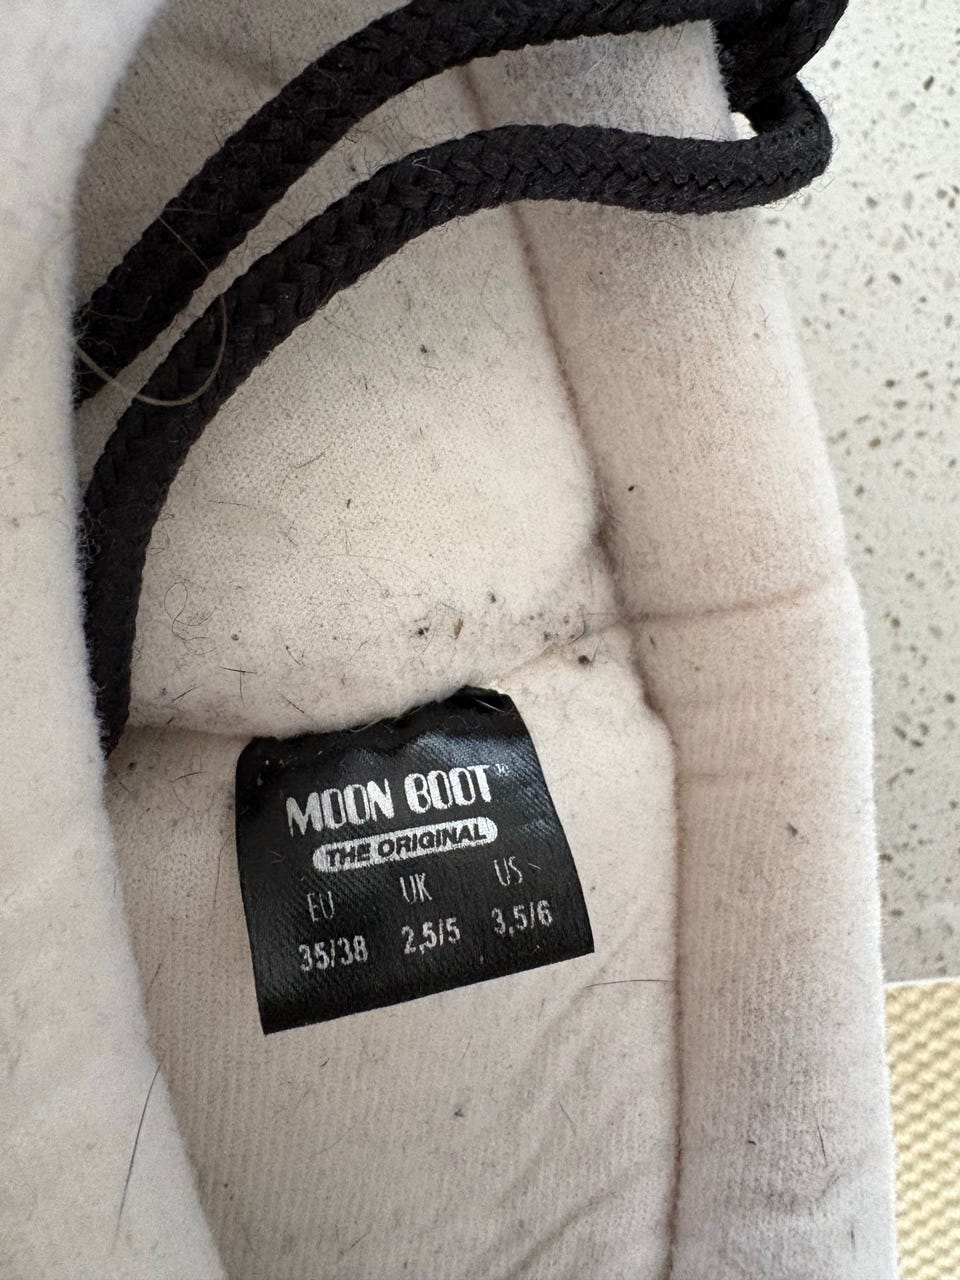 MOON BOOT
THE ORIGINAL
EU UK US
35/38 2,5/5 3,5/6